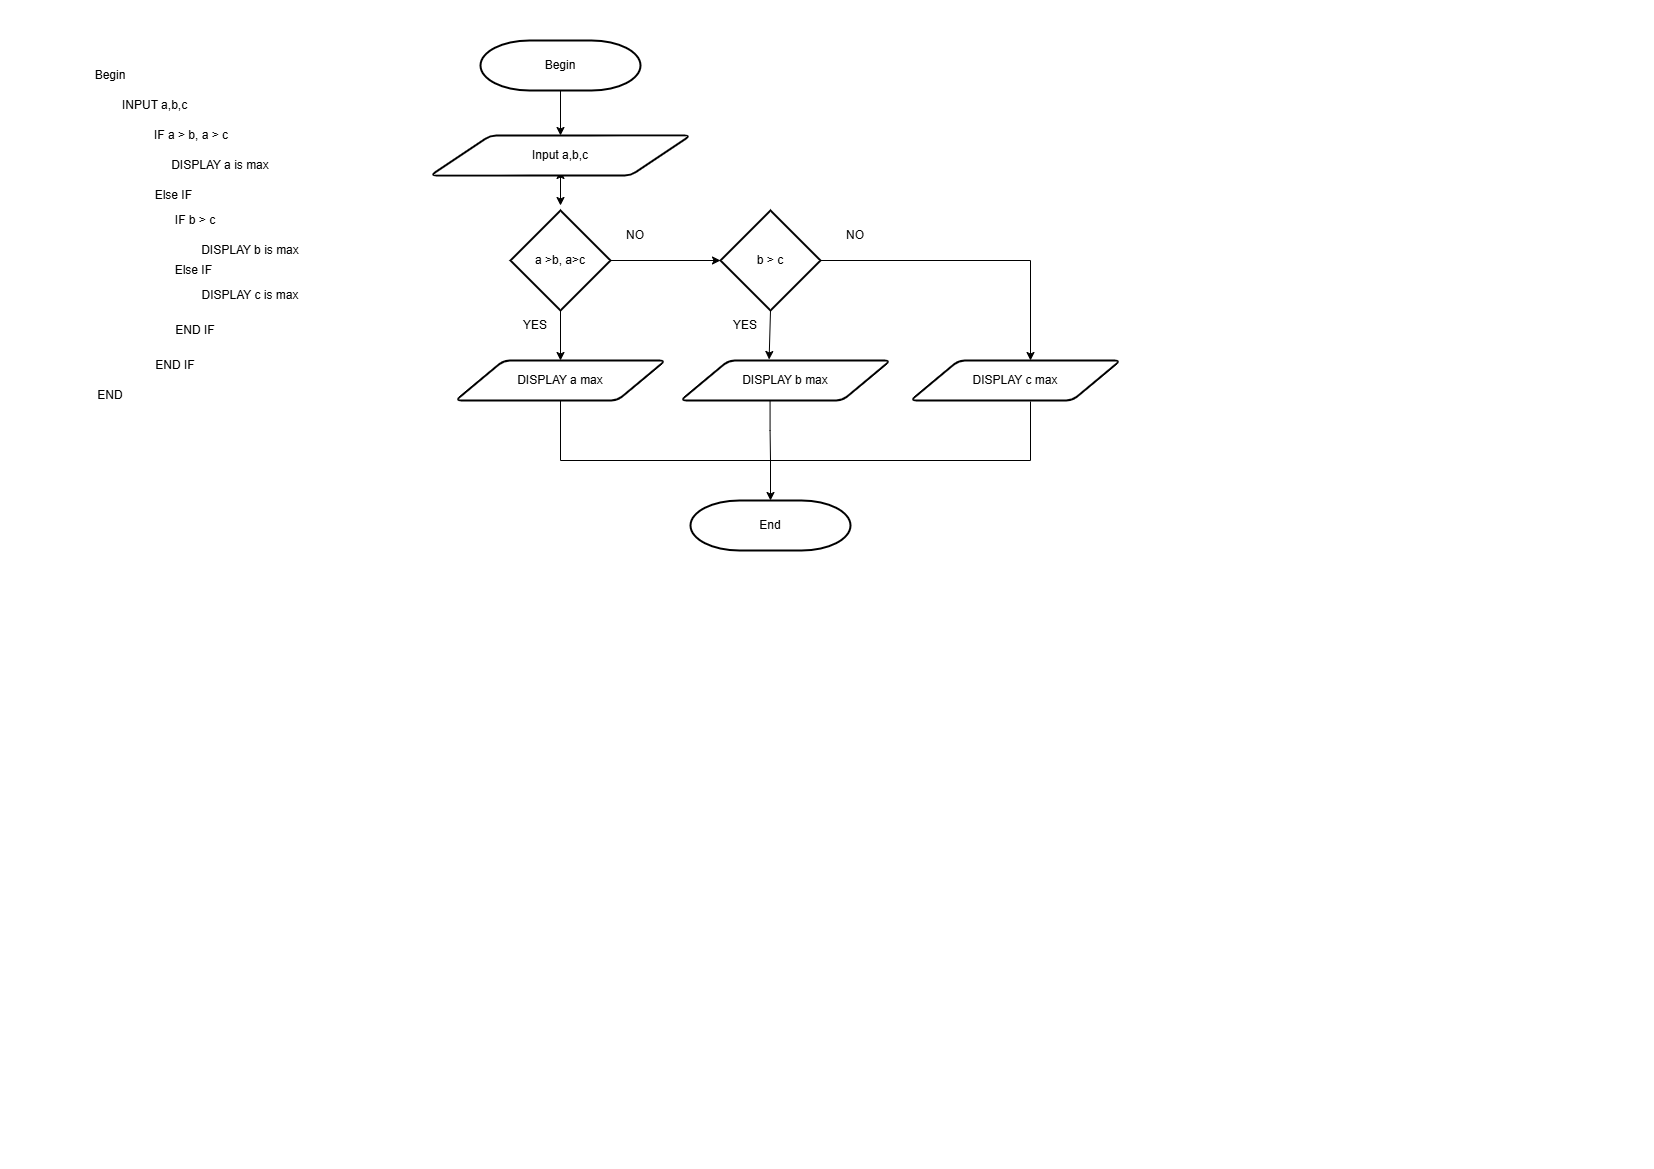 Begin
INPUT a,b,c
IF a > b, a > c
DISPLAY a is max
Else IF
IF b > c
DISPLAY b is max
Else IF
DISPLAY c is max
END IF
END IF
END
Begin
Input a,b,c
a >b, a>c
NO
b > c
NO
YES
YES
DISPLAY a max
DISPLAY b max
DISPLAY c max
End